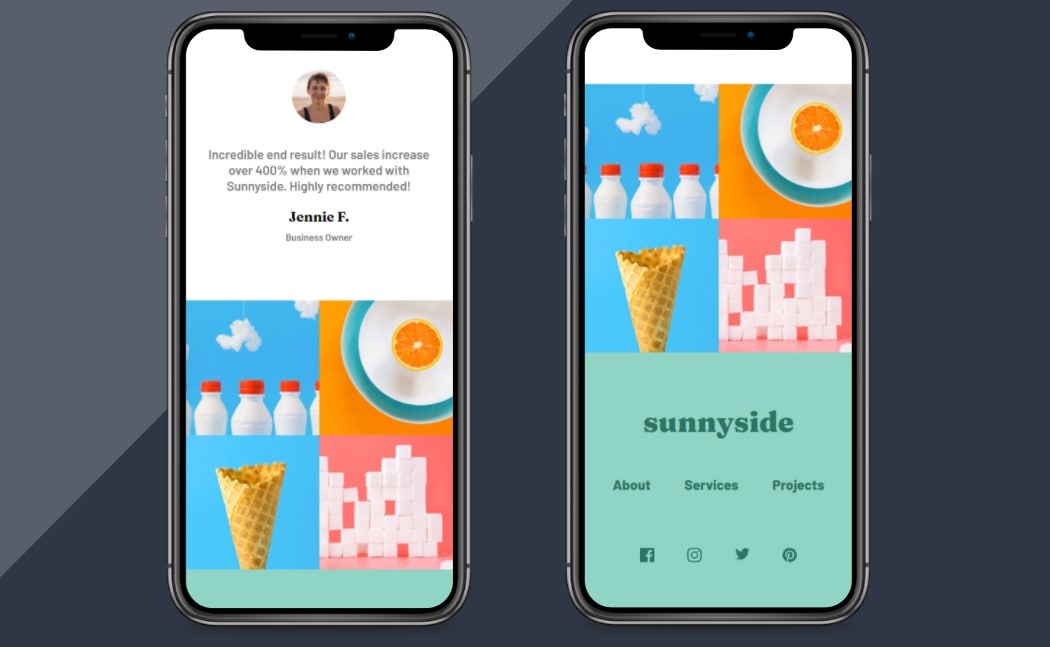 Incredible end result! Our sales increase
over 400% when we worked with
Sunnyside. Highly recommended!
Jennie F.
Business Owner
sunnyside
About Services Projects